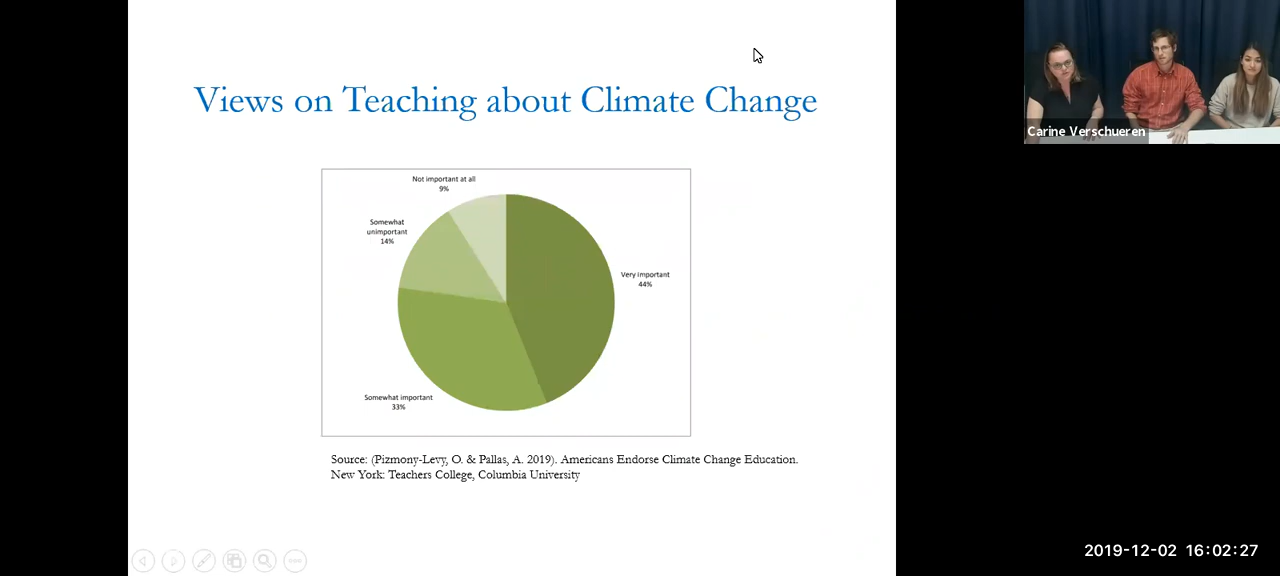 Views on Teaching about Climate Change
Not important at all
9%
Somewhat
unimportant
14%
Very important
44%
Somewhat important
33%
Source: (Pizmony-Levy, O. & Pallas, A. 2019). Americans Endorse Climate Change Education.
New York: Teachers College, Columbia University
Carine Verschueren
2019-12-02 16:02:27